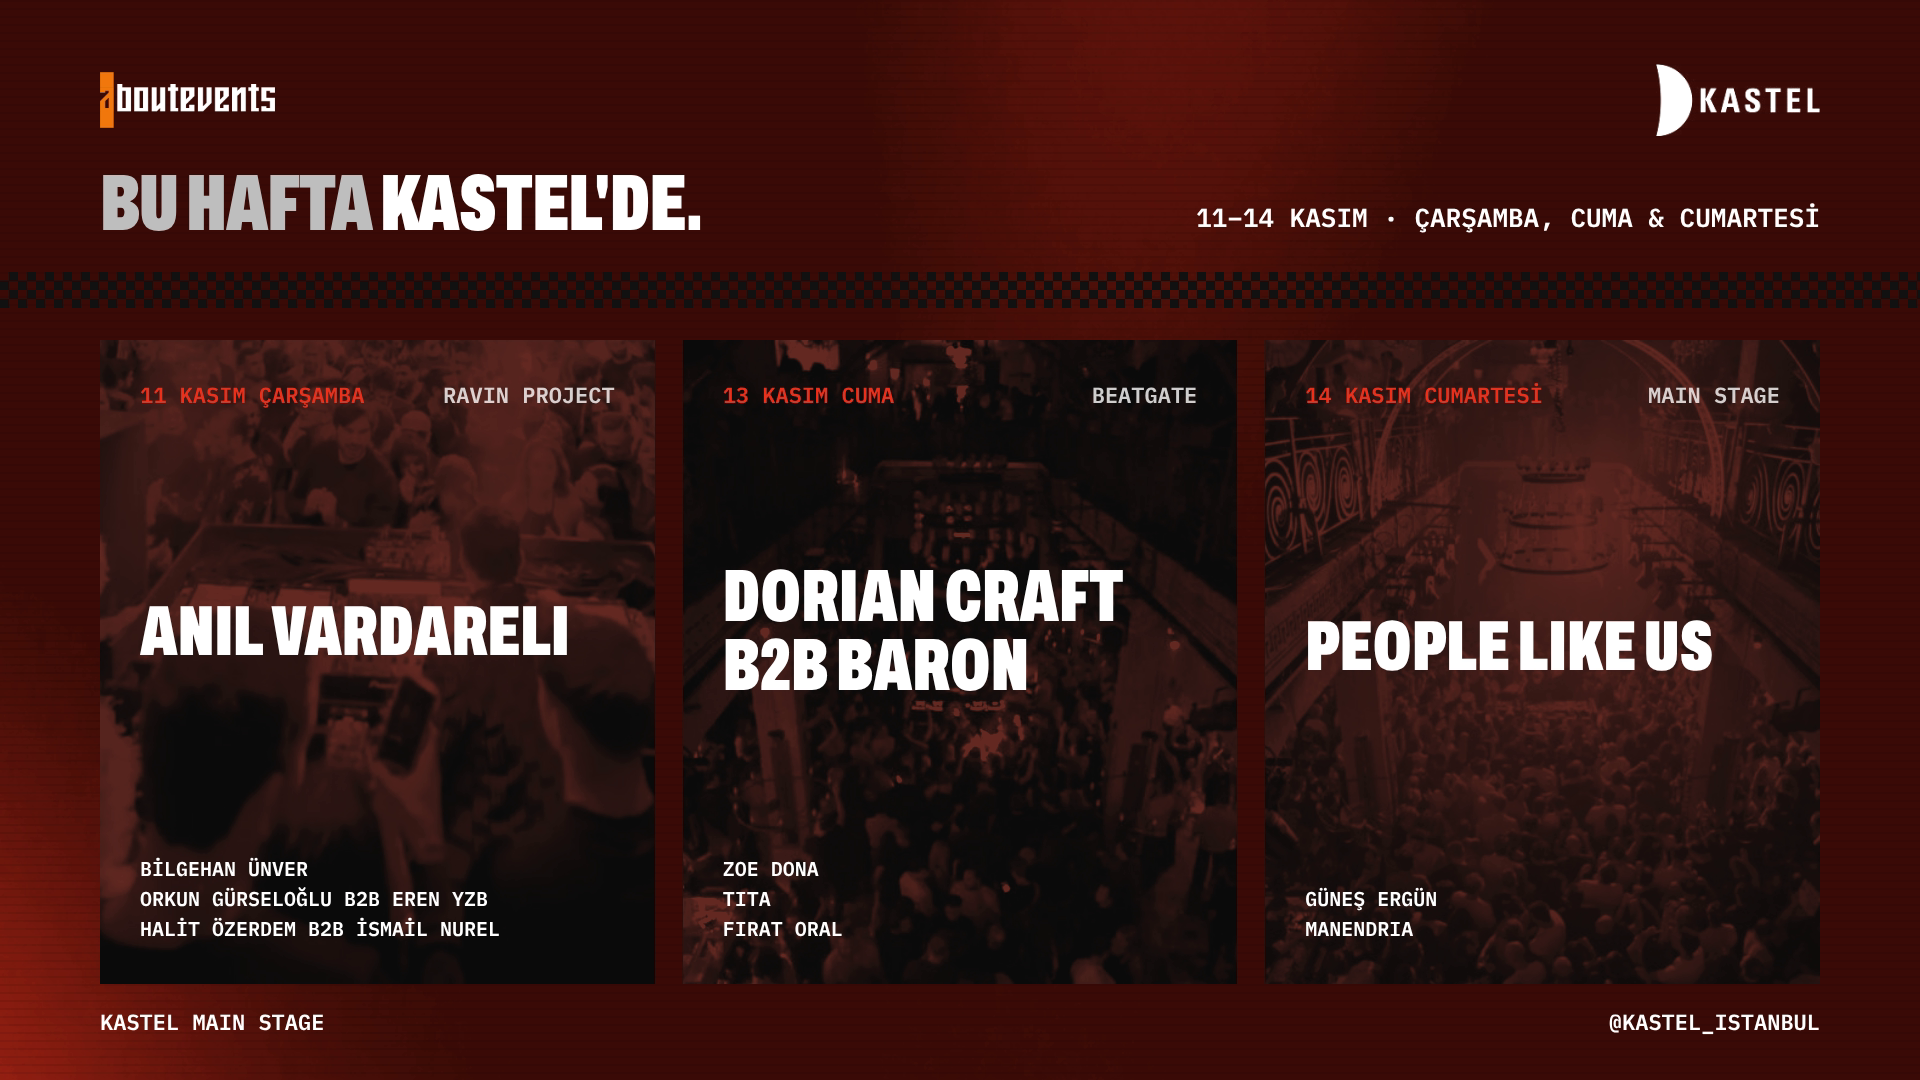 aboutevents
KASTEL
BU HAFTA KASTEL'DE.
11–14 KASIM · ÇARŞAMBA, CUMA & CUMARTESİ
11 KASIM ÇARŞAMBA
RAVIN PROJECT
ANIL VARDARELI
BİLGEHAN ÜNVER
ORKUN GÜRSELOĞLU B2B EREN YZB
HALİT ÖZERDEM B2B İSMAİL NUREL
13 KASIM CUMA
BEATGATE
DORIAN CRAFT
B2B BARON
ZOE DONA
TITA
FIRAT ORAL
14 KASIM CUMARTESİ
MAIN STAGE
PEOPLE LIKE US
GÜNEŞ ERGÜN
MANENDRIA
KASTEL MAIN STAGE
@KASTEL_ISTANBUL